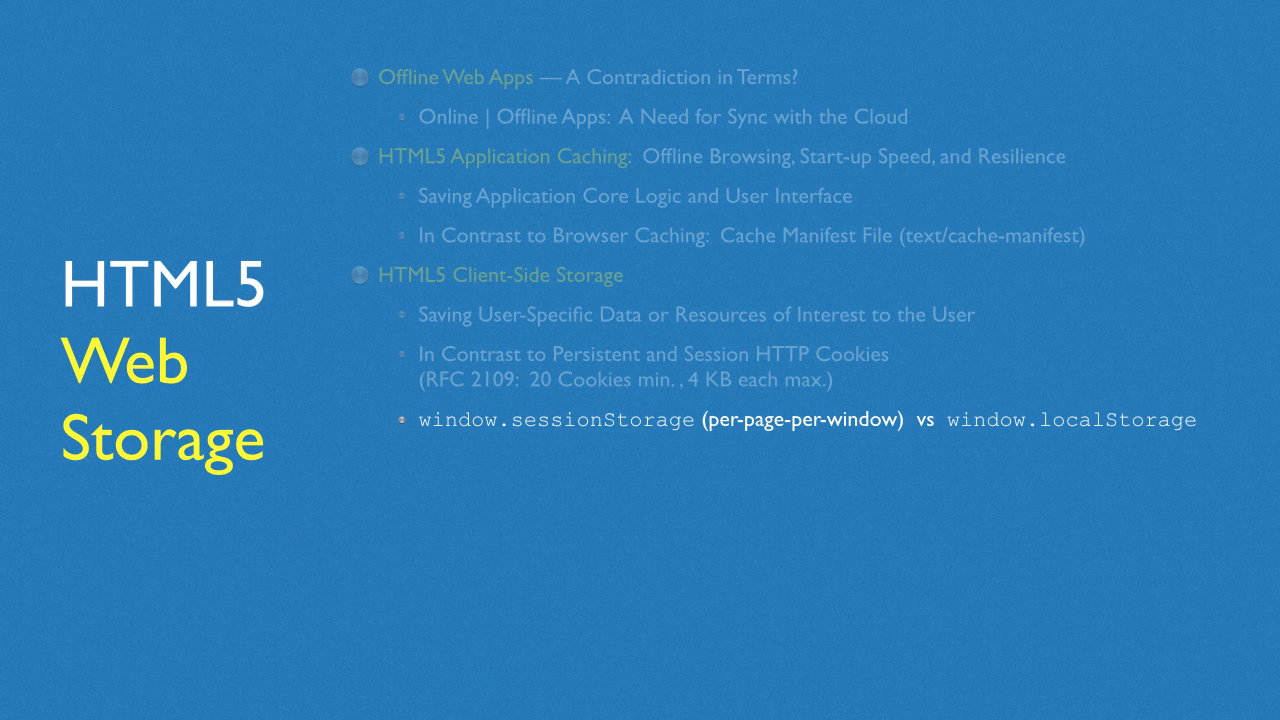 HTML5
Web
Storage
Offline Web Apps — A Contradiction in Terms?
Online | Offline Apps: A Need for Sync with the Cloud
HTML5 Application Caching: Offline Browsing, Start-up Speed, and Resilience
Saving Application Core Logic and User Interface
In Contrast to Browser Caching: Cache Manifest File (text/cache-manifest)
HTML5 Client-Side Storage
Saving User-Specific Data or Resources of Interest to the User
In Contrast to Persistent and Session HTTP Cookies
(RFC 2109: 20 Cookies min. , 4 KB each max.)
window.sessionStorage (per-page-per-window) vs window.localStorage